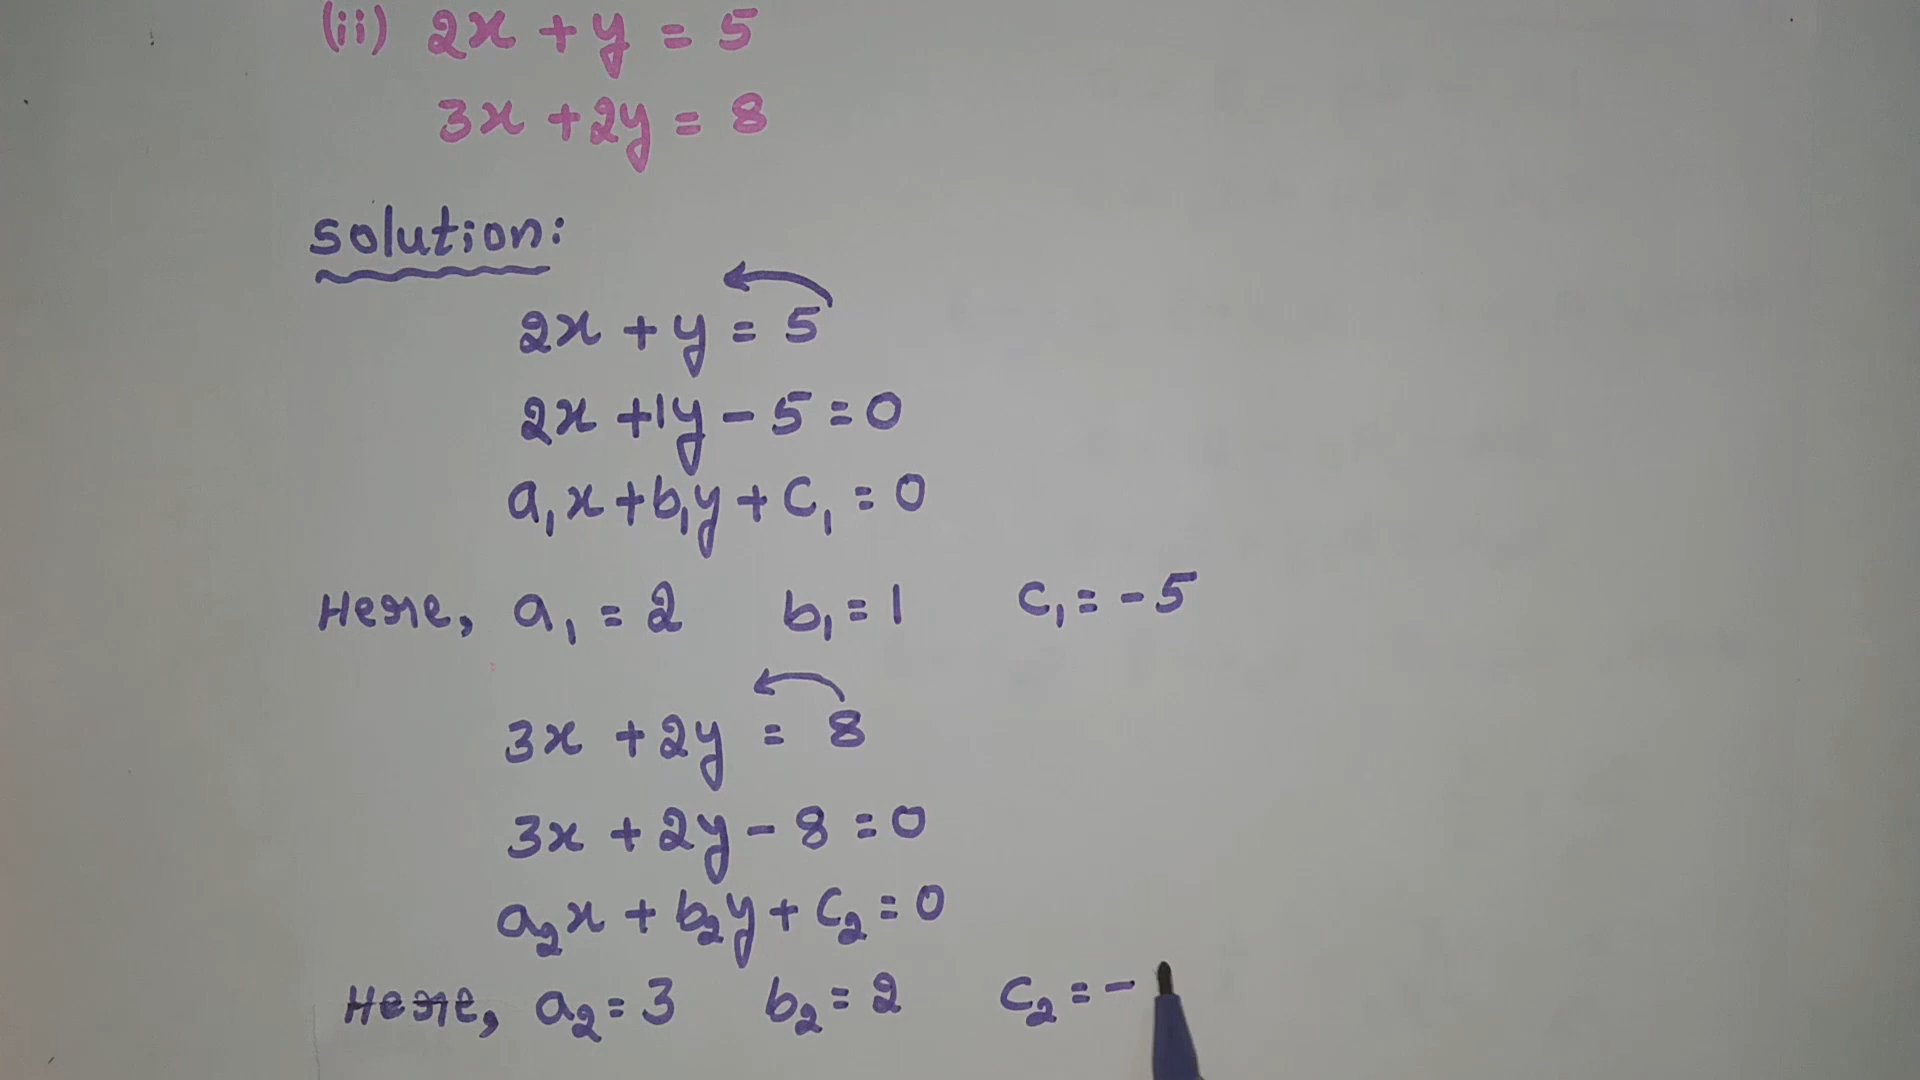 (ii) 2x + y = 5
3x + 2y = 8
Solution:
2x + y = 5
2x + 1y - 5 = 0
a₁x + b₁y + c₁ = 0
Here, a₁ = 2 b₁ = 1 c₁ = - 5
3x + 2y = 8
3x + 2y - 8 = 0
a₂x + b₂y + c₂ = 0
Here, a₂ = 3 b₂ = 2 c₂ = -